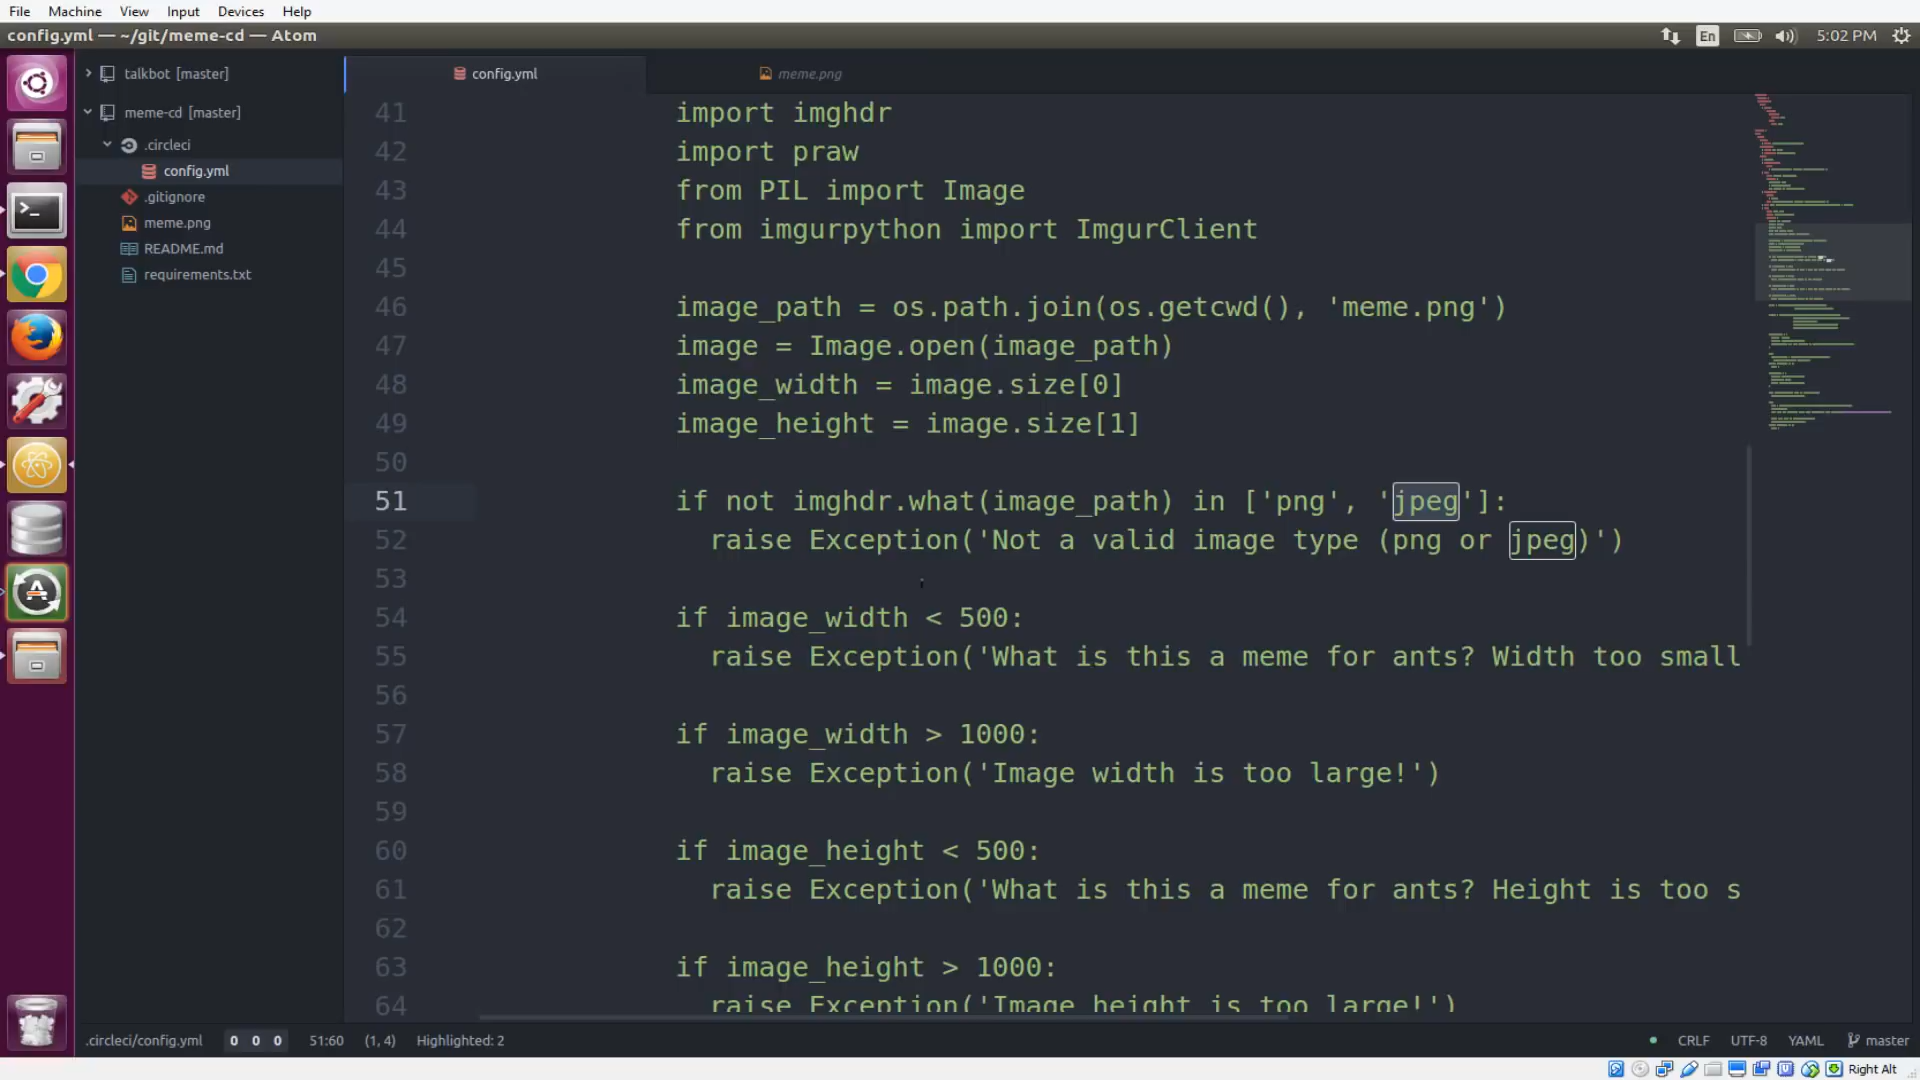 File Machine View Input Devices Help
config.yml — ~/git/meme-cd — Atom
En
5:02 PM
talkbot [master]
meme-cd [master]
.circleci
config.yml
.gitignore
meme.png
README.md
requirements.txt
config.yml
meme.png
41 import imghdr
42 import praw
43 from PIL import Image
44 from imgurpython import ImgurClient
45
46 image_path = os.path.join(os.getcwd(), 'meme.png')
47 image = Image.open(image_path)
48 image_width = image.size[0]
49 image_height = image.size[1]
50
51 if not imghdr.what(image_path) in ['png', 'jpeg']:
52 raise Exception('Not a valid image type (png or jpeg)')
53
54 if image_width < 500:
55 raise Exception('What is this a meme for ants? Width too small
56
57 if image_width > 1000:
58 raise Exception('Image width is too large!')
59
60 if image_height < 500:
61 raise Exception('What is this a meme for ants? Height is too s
62
63 if image_height > 1000:
64 raise Exception('Image height is too large!')
.circleci/config.yml 0 0 0 51:60 (1, 4) Highlighted: 2
CRLF UTF-8 YAML master
Right Alt